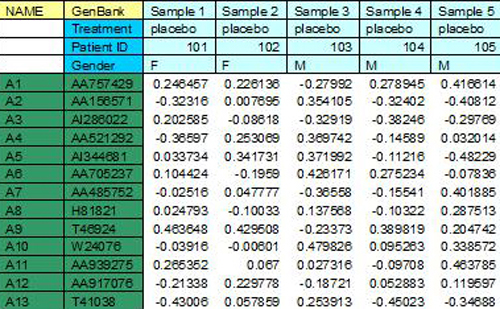 NAME GenBank Sample 1 Sample 2 Sample 3 Sample 4 Sample 5
Treatment placebo placebo placebo placebo placebo
Patient ID 101 102 103 104 105
Gender F F M M M
A1 AA757429 0.246457 0.226136 -0.27992 0.278945 0.416614
A2 AA156571 -0.32316 0.007695 0.354105 -0.32402 -0.40812
A3 AI286022 0.202585 -0.08618 -0.32919 -0.38246 -0.29769
A4 AA521292 -0.36597 0.253069 0.369742 -0.14589 0.032014
A5 AI344681 0.033734 0.341731 0.371992 -0.11216 -0.48229
A6 AA705237 0.104424 -0.1959 0.426171 0.275234 -0.07836
A7 AA485752 -0.02516 0.047777 -0.36558 -0.15541 0.401885
A8 H81821 0.024793 -0.10033 0.137568 -0.10322 0.287513
A9 T46924 0.463648 0.429508 -0.23373 0.389819 0.204742
A10 W24076 -0.03916 -0.00601 0.479826 0.095263 0.338572
A11 AA939275 0.265352 0.067 0.027316 -0.09708 0.463785
A12 AA917076 -0.21338 0.229778 -0.18721 0.052883 0.119597
A13 T41038 -0.43006 0.057859 0.253913 -0.45023 -0.34688